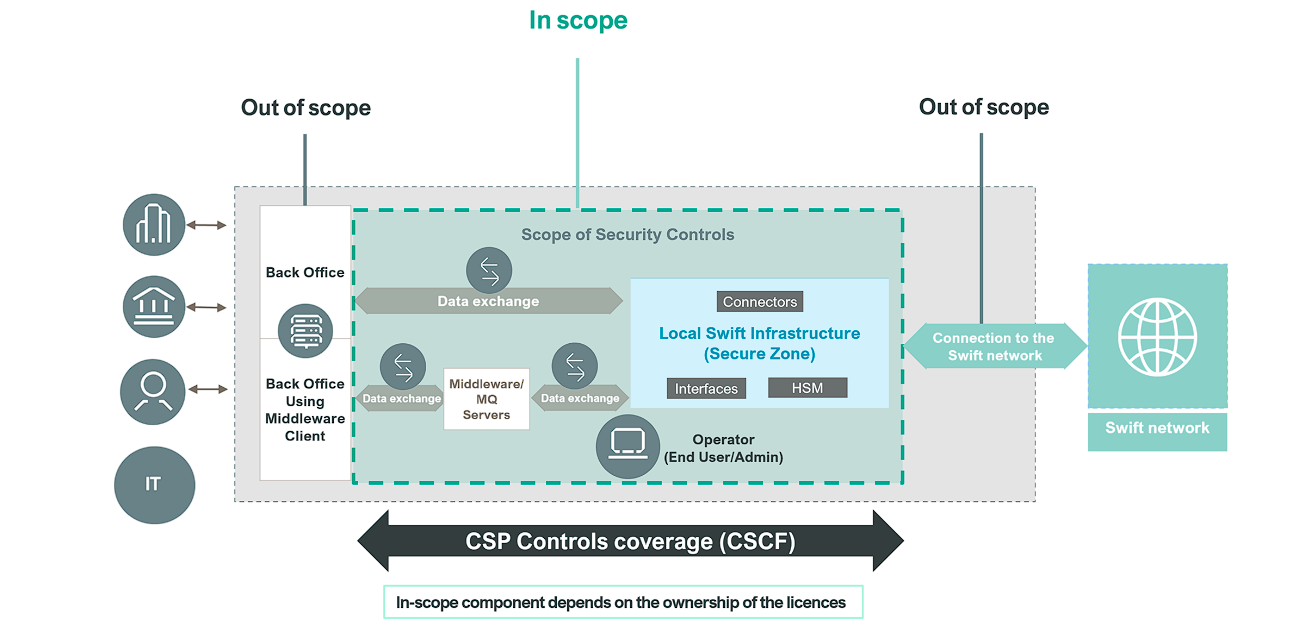 In scope
Out of scope
Out of scope
Scope of Security Controls
Back Office
Data exchange
Connectors
Local Swift Infrastructure
(Secure Zone)
Interfaces
HSM
Connection to the
Swift network
Back Office
Using
Middleware
Client
Data exchange
Middleware/
MQ
Servers
Data exchange
Operator
(End User/Admin)
Swift network
IT
CSP Controls coverage (CSCF)
In-scope component depends on the ownership of the licences